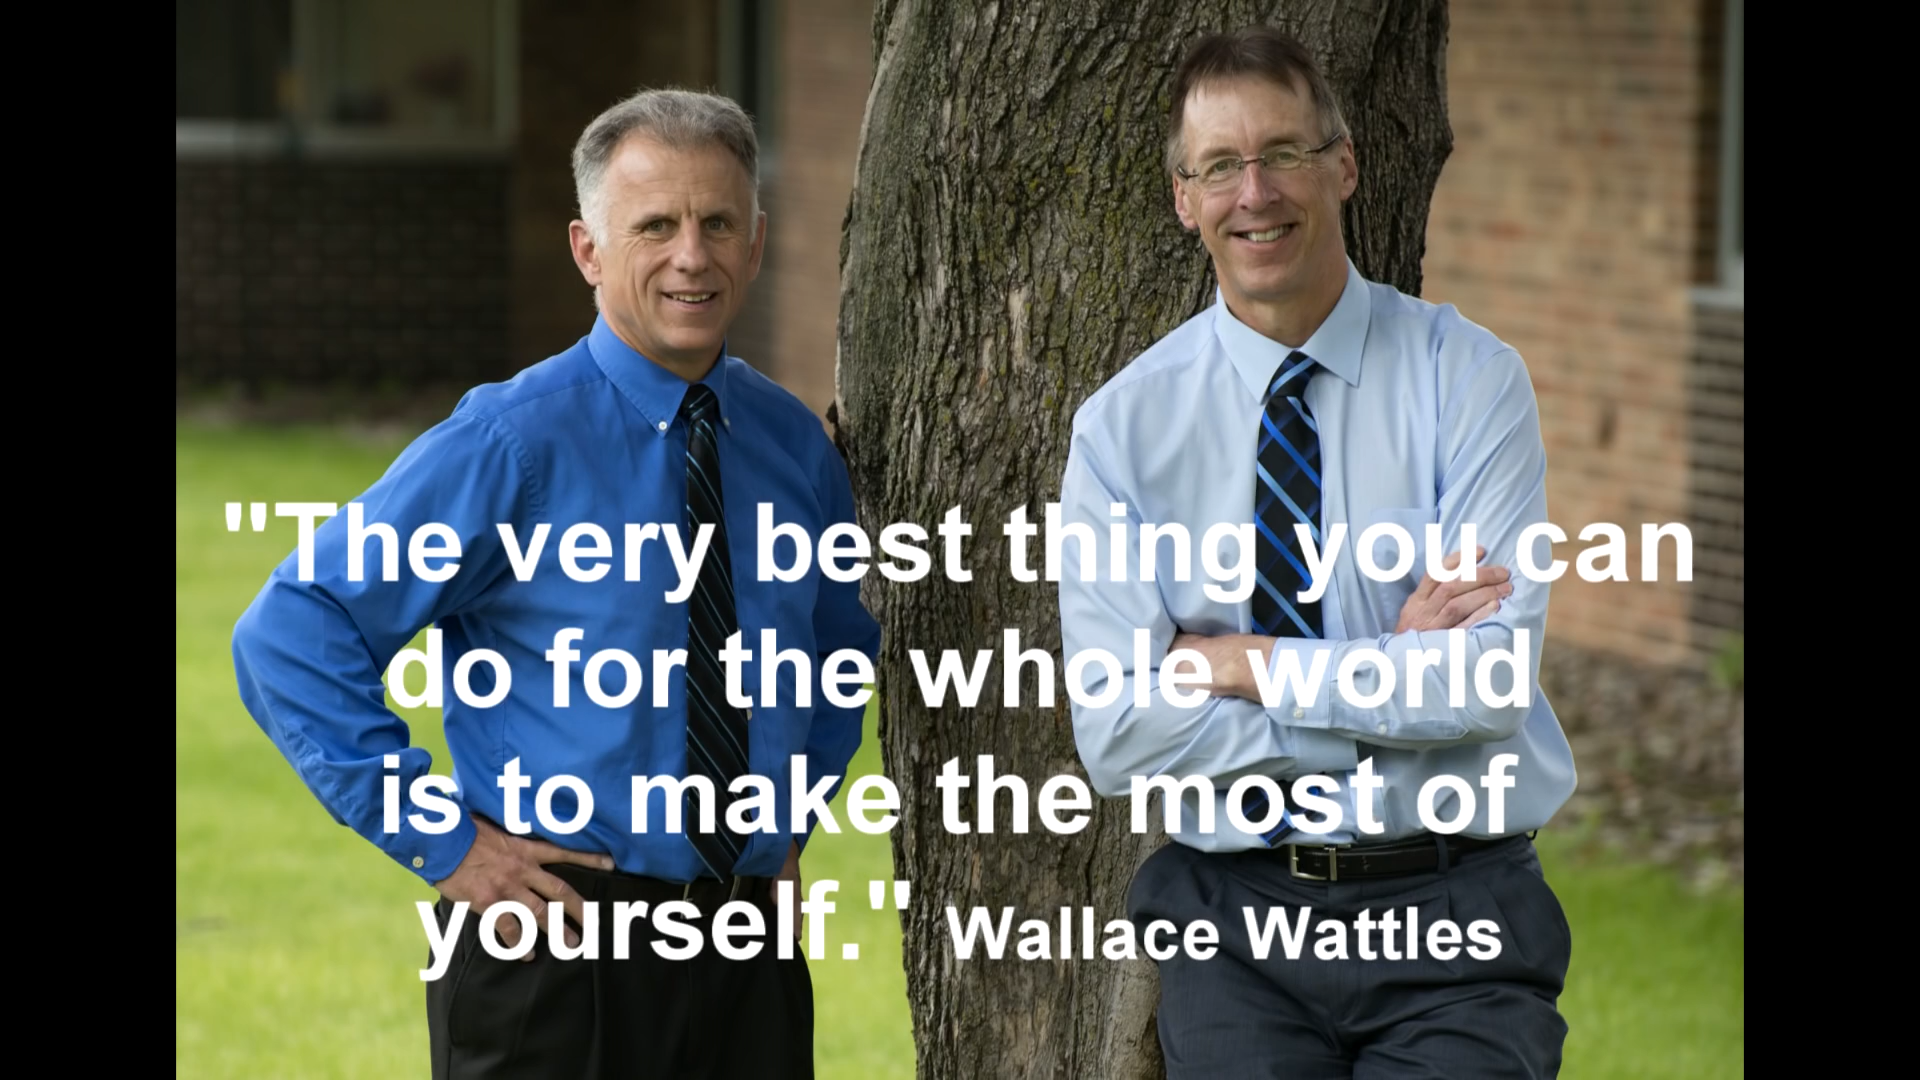 "The very best thing you can
do for the whole world
is to make the most of
yourself." Wallace Wattles